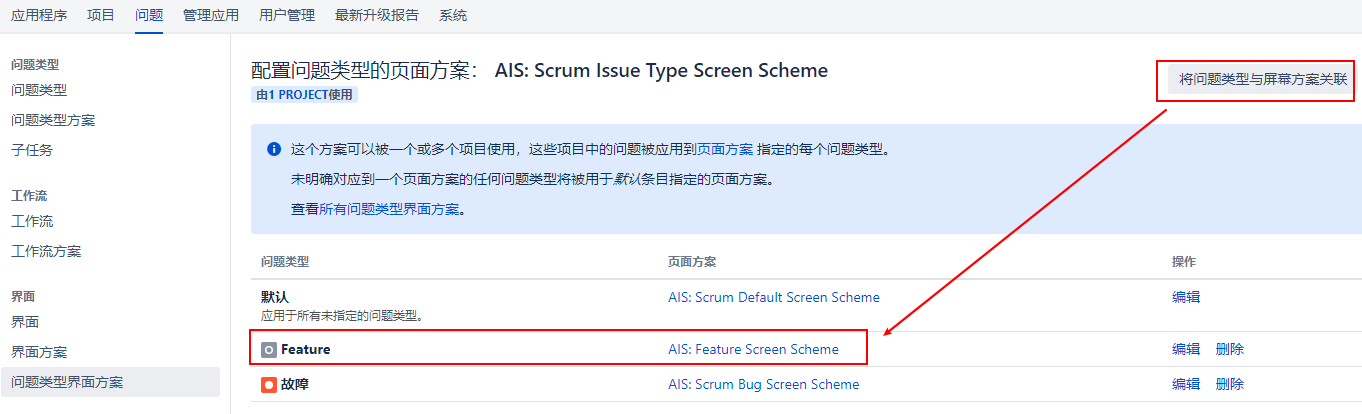 应用程序 项目 问题 管理应用 用户管理 最新升级报告 系统
问题类型
问题类型
问题类型方案
子任务
工作流
工作流
工作流方案
界面
界面
界面方案
问题类型界面方案
配置问题类型的页面方案： AIS: Scrum Issue Type Screen Scheme
由1 PROJECT使用
将问题类型与屏幕方案关联
这个方案可以被一个或多个项目使用，这些项目中的问题被应用到页面方案 指定的每个问题类型。
未明确对应到一个页面方案的任何问题类型将被用于默认条目指定的页面方案。
查看所有问题类型界面方案。
问题类型 页面方案 操作
默认 AIS: Scrum Default Screen Scheme 编辑
应用于所有未指定的问题类型。
Feature AIS: Feature Screen Scheme 编辑 删除
故障 AIS: Scrum Bug Screen Scheme 编辑 删除